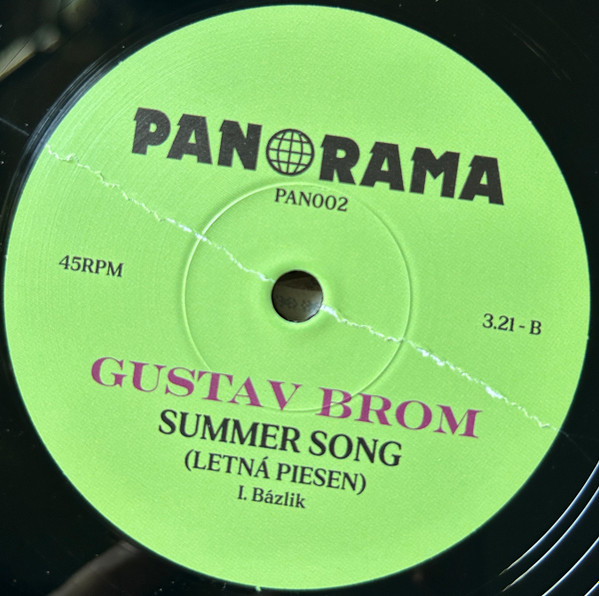 PANORAMA
PAN002
45RPM
3.21 - B
GUSTAV BROM
SUMMER SONG
(LETNÁ PIESEN)
I. Bázlik